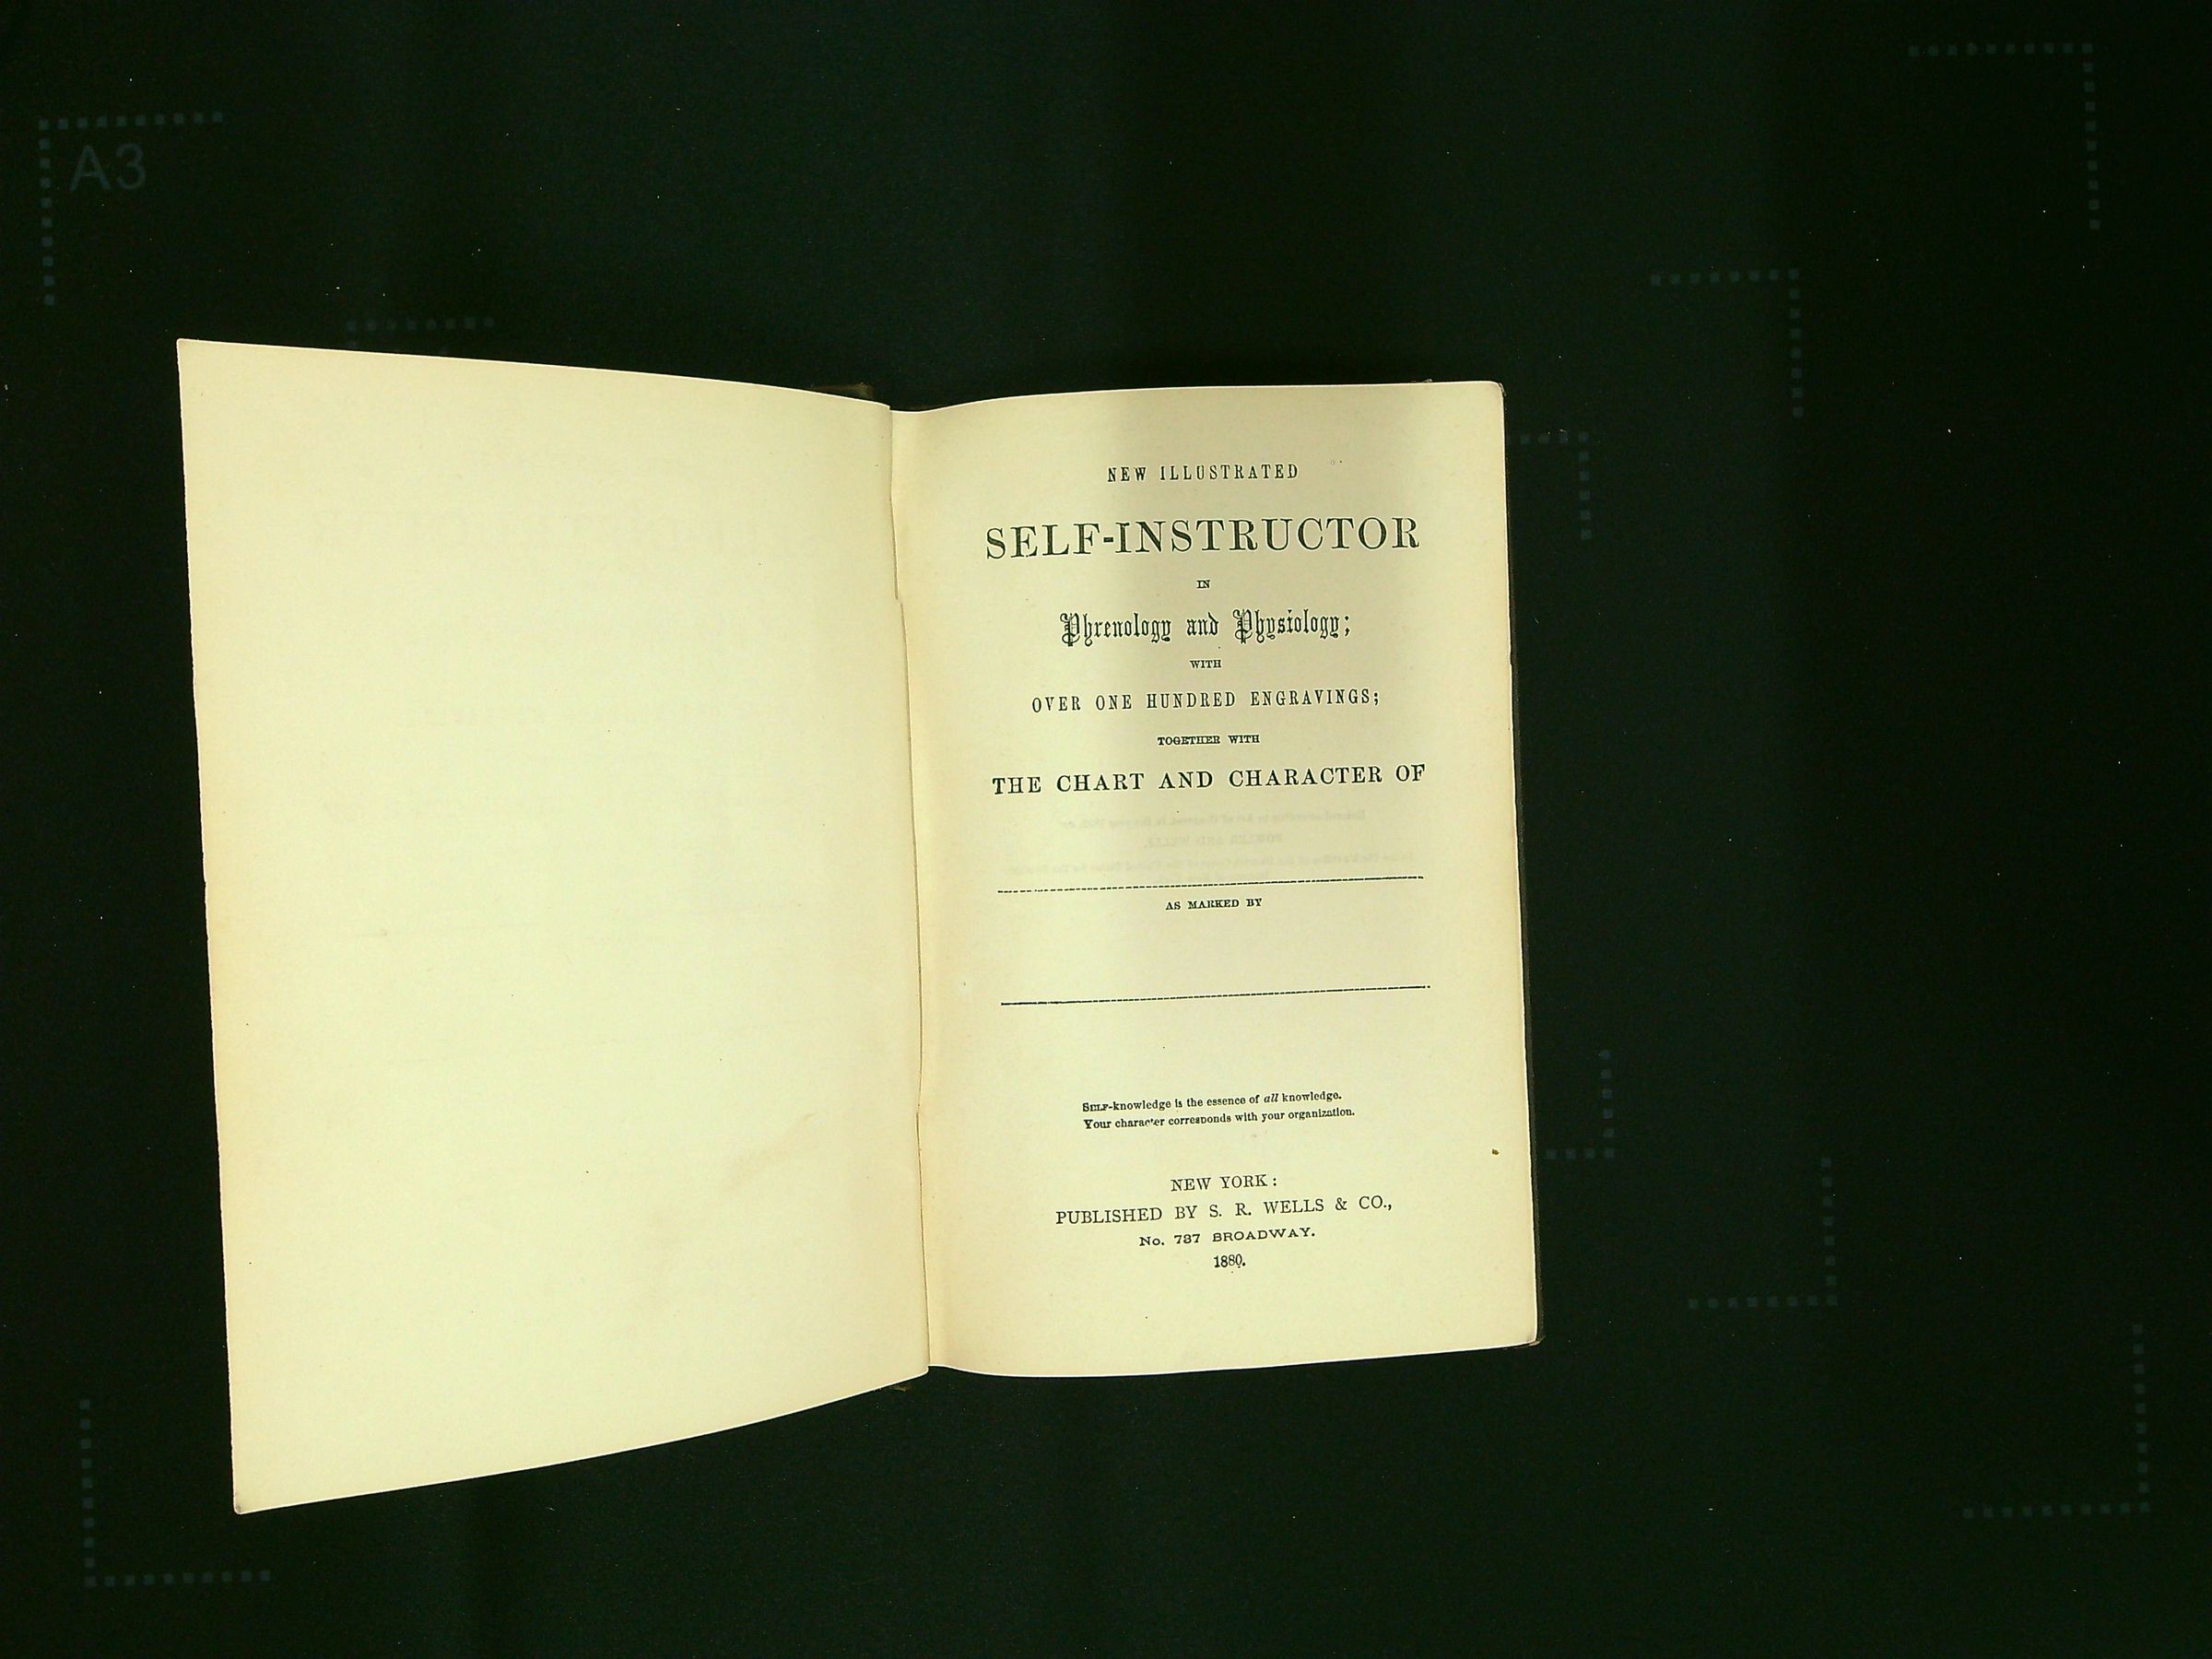 A3
NEW ILLUSTRATED
SELF-INSTRUCTOR
IN
Phrenology and Physiology;
WITH
OVER ONE HUNDRED ENGRAVINGS;
TOGETHER WITH
THE CHART AND CHARACTER OF
AS MARKED BY
SELF-knowledge is the essence of all knowledge.
Your character corresponds with your organization.
NEW YORK:
PUBLISHED BY S. R. WELLS & CO.,
No. 737 BROADWAY.
1880.